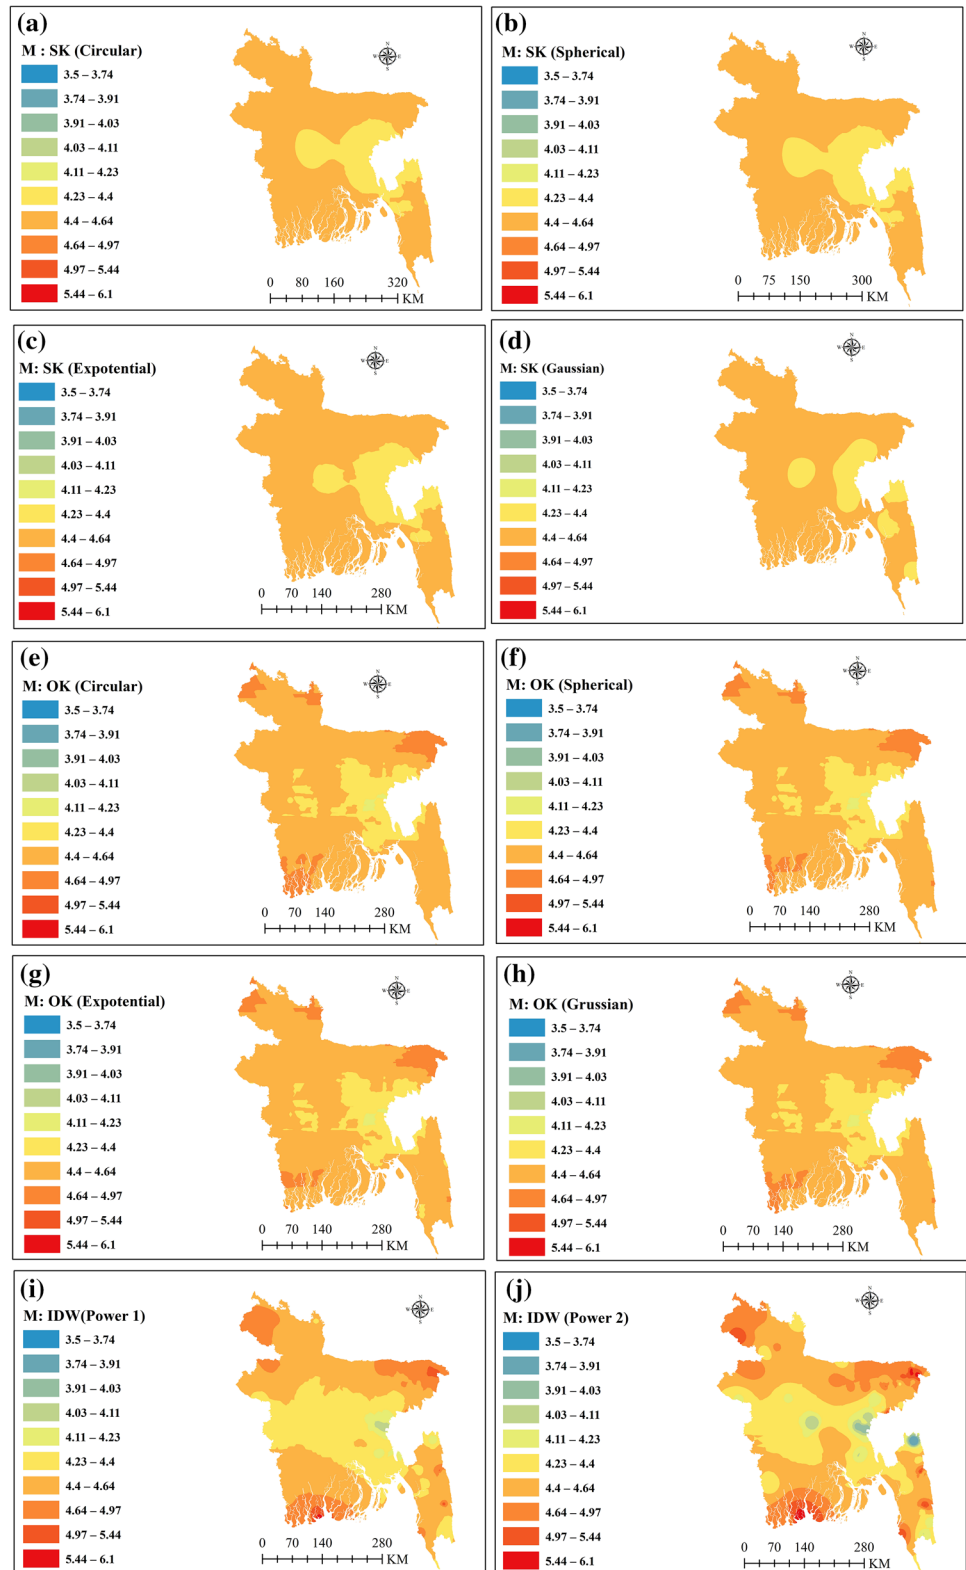 (a)
M : SK (Circular)
N
W E
S
3.5 – 3.74
3.74 – 3.91
3.91 – 4.03
4.03 – 4.11
4.11 – 4.23
4.23 – 4.4
4.4 – 4.64
4.64 – 4.97
4.97 – 5.44
5.44 – 6.1
0 80 160 320
KM
(b)
M: SK (Spherical)
N
W E
S
3.5 – 3.74
3.74 – 3.91
3.91 – 4.03
4.03 – 4.11
4.11 – 4.23
4.23 – 4.4
4.4 – 4.64
4.64 – 4.97
4.97 – 5.44
5.44 – 6.1
0 75 150 300
KM
(c)
M: SK (Expotential)
N
W E
S
3.5 – 3.74
3.74 – 3.91
3.91 – 4.03
4.03 – 4.11
4.11 – 4.23
4.23 – 4.4
4.4 – 4.64
4.64 – 4.97
4.97 – 5.44
5.44 – 6.1
0 70 140 280
KM
(d)
M: SK (Gaussian)
N
W E
S
3.5 – 3.74
3.74 – 3.91
3.91 – 4.03
4.03 – 4.11
4.11 – 4.23
4.23 – 4.4
4.4 – 4.64
4.64 – 4.97
4.97 – 5.44
5.44 – 6.1
0 70 140 280
KM
(e)
M: OK (Circular)
N
W E
S
3.5 – 3.74
3.74 – 3.91
3.91 – 4.03
4.03 – 4.11
4.11 – 4.23
4.23 – 4.4
4.4 – 4.64
4.64 – 4.97
4.97 – 5.44
5.44 – 6.1
0 70 140 280
KM
(f)
M: OK (Spherical)
N
W E
S
3.5 – 3.74
3.74 – 3.91
3.91 – 4.03
4.03 – 4.11
4.11 – 4.23
4.23 – 4.4
4.4 – 4.64
4.64 – 4.97
4.97 – 5.44
5.44 – 6.1
0 70 140 280
KM
(g)
M: OK (Expotential)
N
W E
S
3.5 – 3.74
3.74 – 3.91
3.91 – 4.03
4.03 – 4.11
4.11 – 4.23
4.23 – 4.4
4.4 – 4.64
4.64 – 4.97
4.97 – 5.44
5.44 – 6.1
0 70 140 280
KM
(h)
M: OK (Grussian)
N
W E
S
3.5 – 3.74
3.74 – 3.91
3.91 – 4.03
4.03 – 4.11
4.11 – 4.23
4.23 – 4.4
4.4 – 4.64
4.64 – 4.97
4.97 – 5.44
5.44 – 6.1
0 70 140 280
KM
(i)
M: IDW(Power 1)
N
W E
S
3.5 – 3.74
3.74 – 3.91
3.91 – 4.03
4.03 – 4.11
4.11 – 4.23
4.23 – 4.4
4.4 – 4.64
4.64 – 4.97
4.97 – 5.44
5.44 – 6.1
0 70 140 280
KM
(j)
M: IDW (Power 2)
N
W E
S
3.5 – 3.74
3.74 – 3.91
3.91 – 4.03
4.03 – 4.11
4.11 – 4.23
4.23 – 4.4
4.4 – 4.64
4.64 – 4.97
4.97 – 5.44
5.44 – 6.1
0 70 140 280
KM